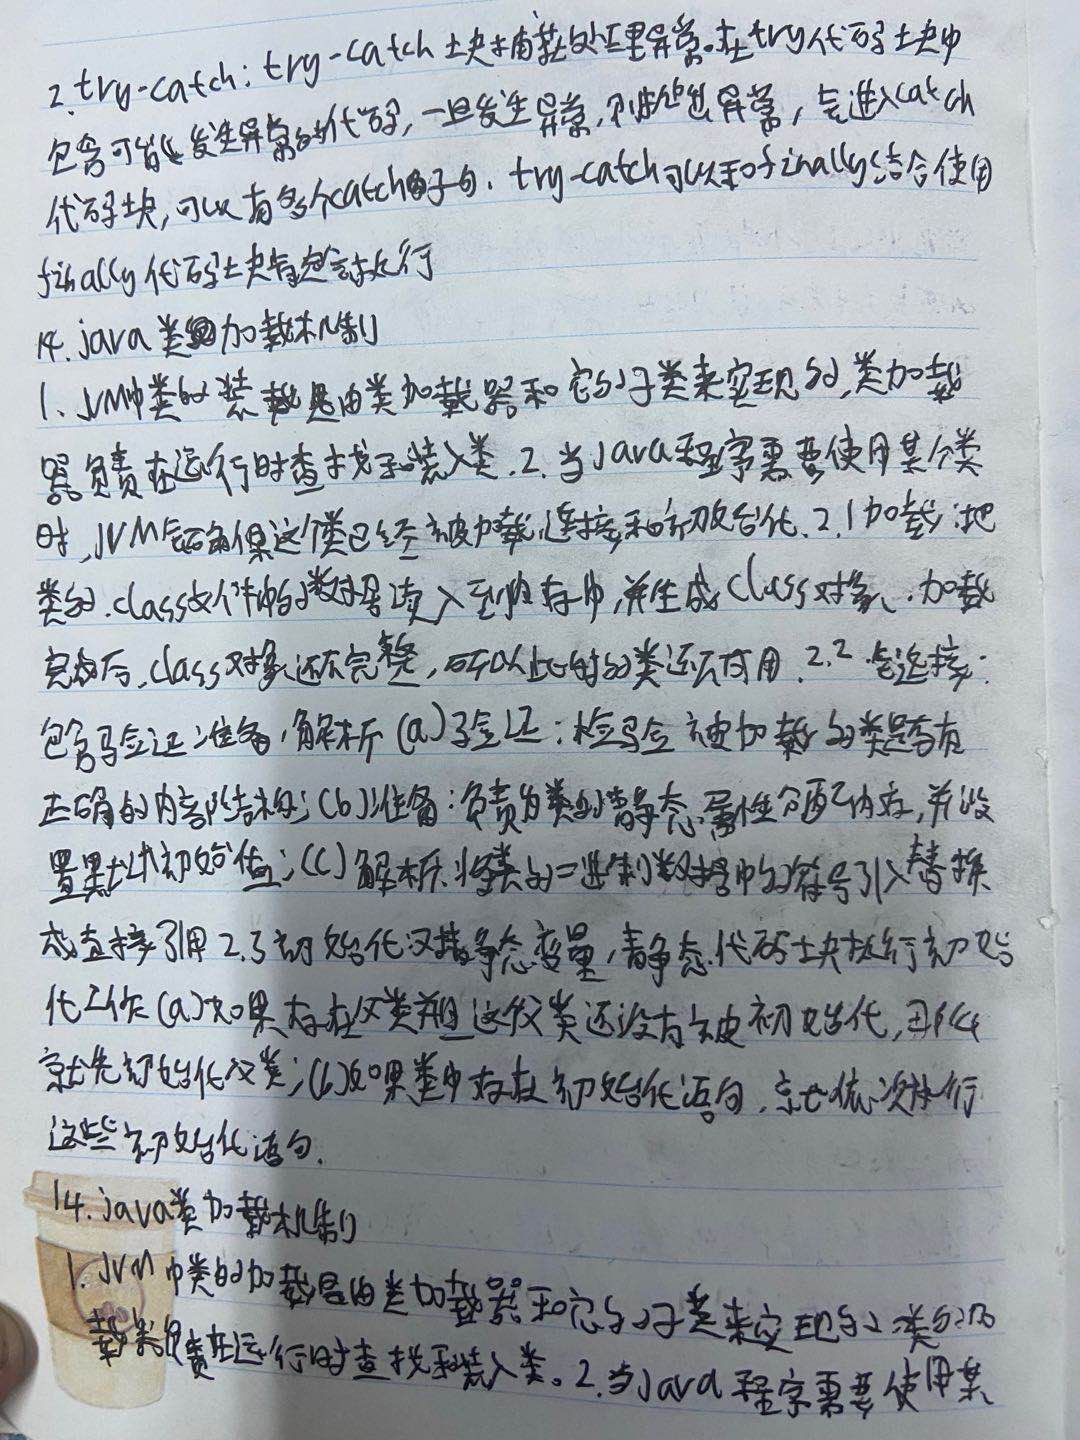 2. try-catch: try-catch块捕获处理异常。在try代码块中
包含可能发生异常的代码,一旦发生异常,则抛出异常,会进入catch
代码块,可以有多个catch子句. try-catch可以和finally结合使用
finally代码块总会执行
14. java类加载机制
1、JVM中类的装载是由类加载器和它的子类来实现的,类加载
器负责在运行时查找和装入类. 2. 当Java程序需要使用某个类
时, JVM会确保这个类已经被加载、连接和初始化. 2.1加载:把
类的.class文件中的数据读入到内存中,并生成Class对象. 加载
完成后,Class对象还不完整,所以此时的类还不可用. 2.2 连接:
包含验证、准备、解析 (a)验证:检验被加载的类是否有
正确的内部结构;(b)准备:负责为类的静态属性分配内存,并设
置默认初始值;(c)解析:将类的二进制数据中的符号引入替换
成直接引用 2.3初始化对静态变量,静态代码块执行初始
化工作(a)如果存在父类且这父类还没有被初始化,那么
就先初始化父类;(b)如果类中存在初始化语句,就依次执行
这些初始化语句.
14. java类加载机制
1. JVM中类的加载是由类加载器和它的子类来实现的 类加
载器负责在运行时查找和装入类。2.当Java程序需要使用某